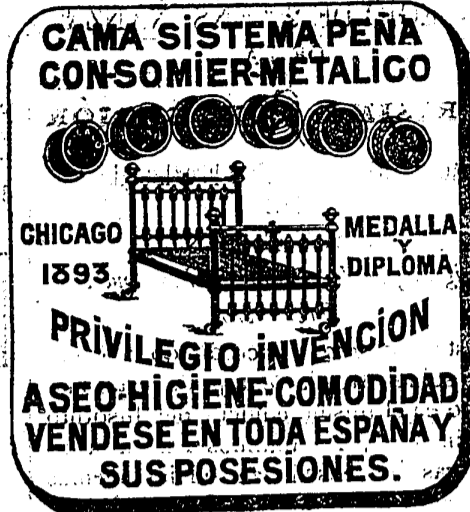 CAMA SISTEMA PEÑA
CON-SOMIER-METALICO
CHICAGO
1893
MEDALLA
Y
DIPLOMA
PRIVILEGIO INVENCION
ASEO-HIGIENE-COMODIDAD
VENDESE EN TODA ESPAÑA Y
SUS POSESIONES.